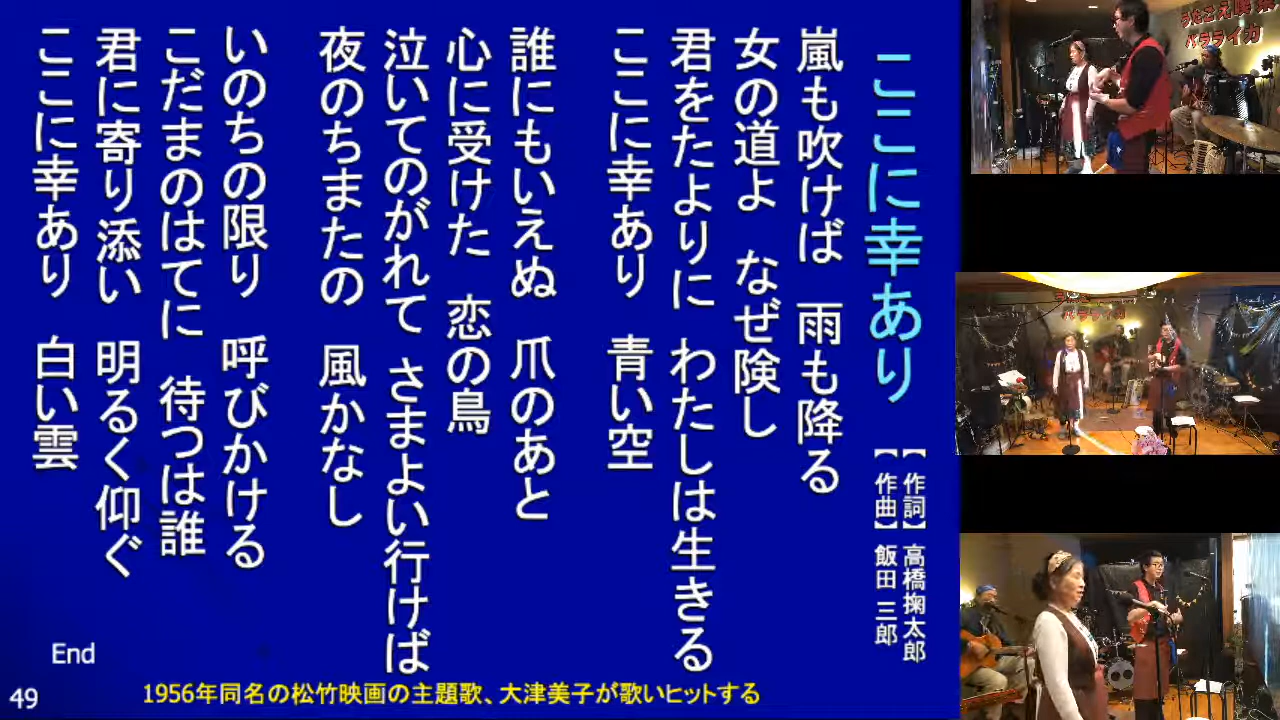 ここに幸あり
【作詞】高橋掬太郎
【作曲】飯田 三郎
嵐も吹けば 雨も降る
女の道よ なぜ険し
君をたよりに わたしは生きる
ここに幸あり 青い空
誰にもいえぬ 爪のあと
心に受けた 恋の鳥
泣いてのがれて さまよい行けば
夜のちまたの 風かなし
いのちの限り 呼びかける
こだまのはてに 待つは誰
君に寄り添い 明るく仰ぐ
ここに幸あり 白い雲
End
49
1956年同名の松竹映画の主題歌、大津美子が歌いヒットする
バラライカ